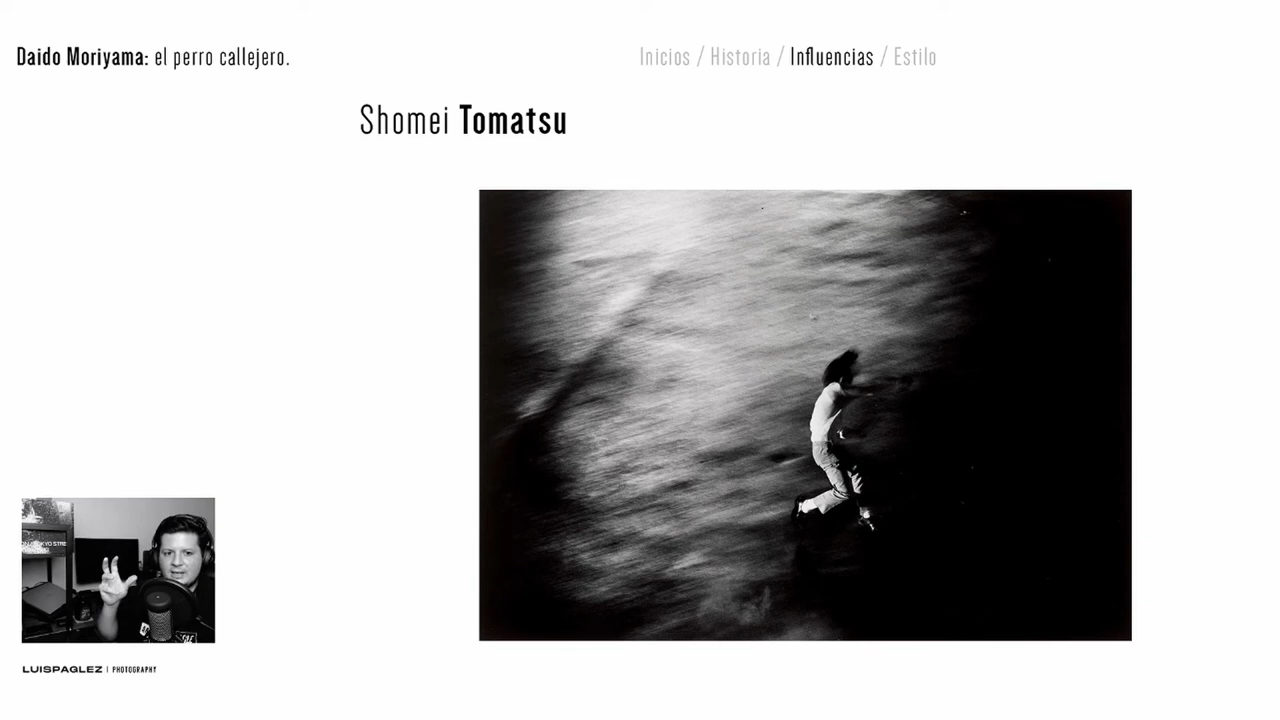 Daido Moriyama: el perro callejero.
Inicios / Historia / Influencias / Estilo
Shomei Tomatsu
LUISPAGLEZ | PHOTOGRAPHY